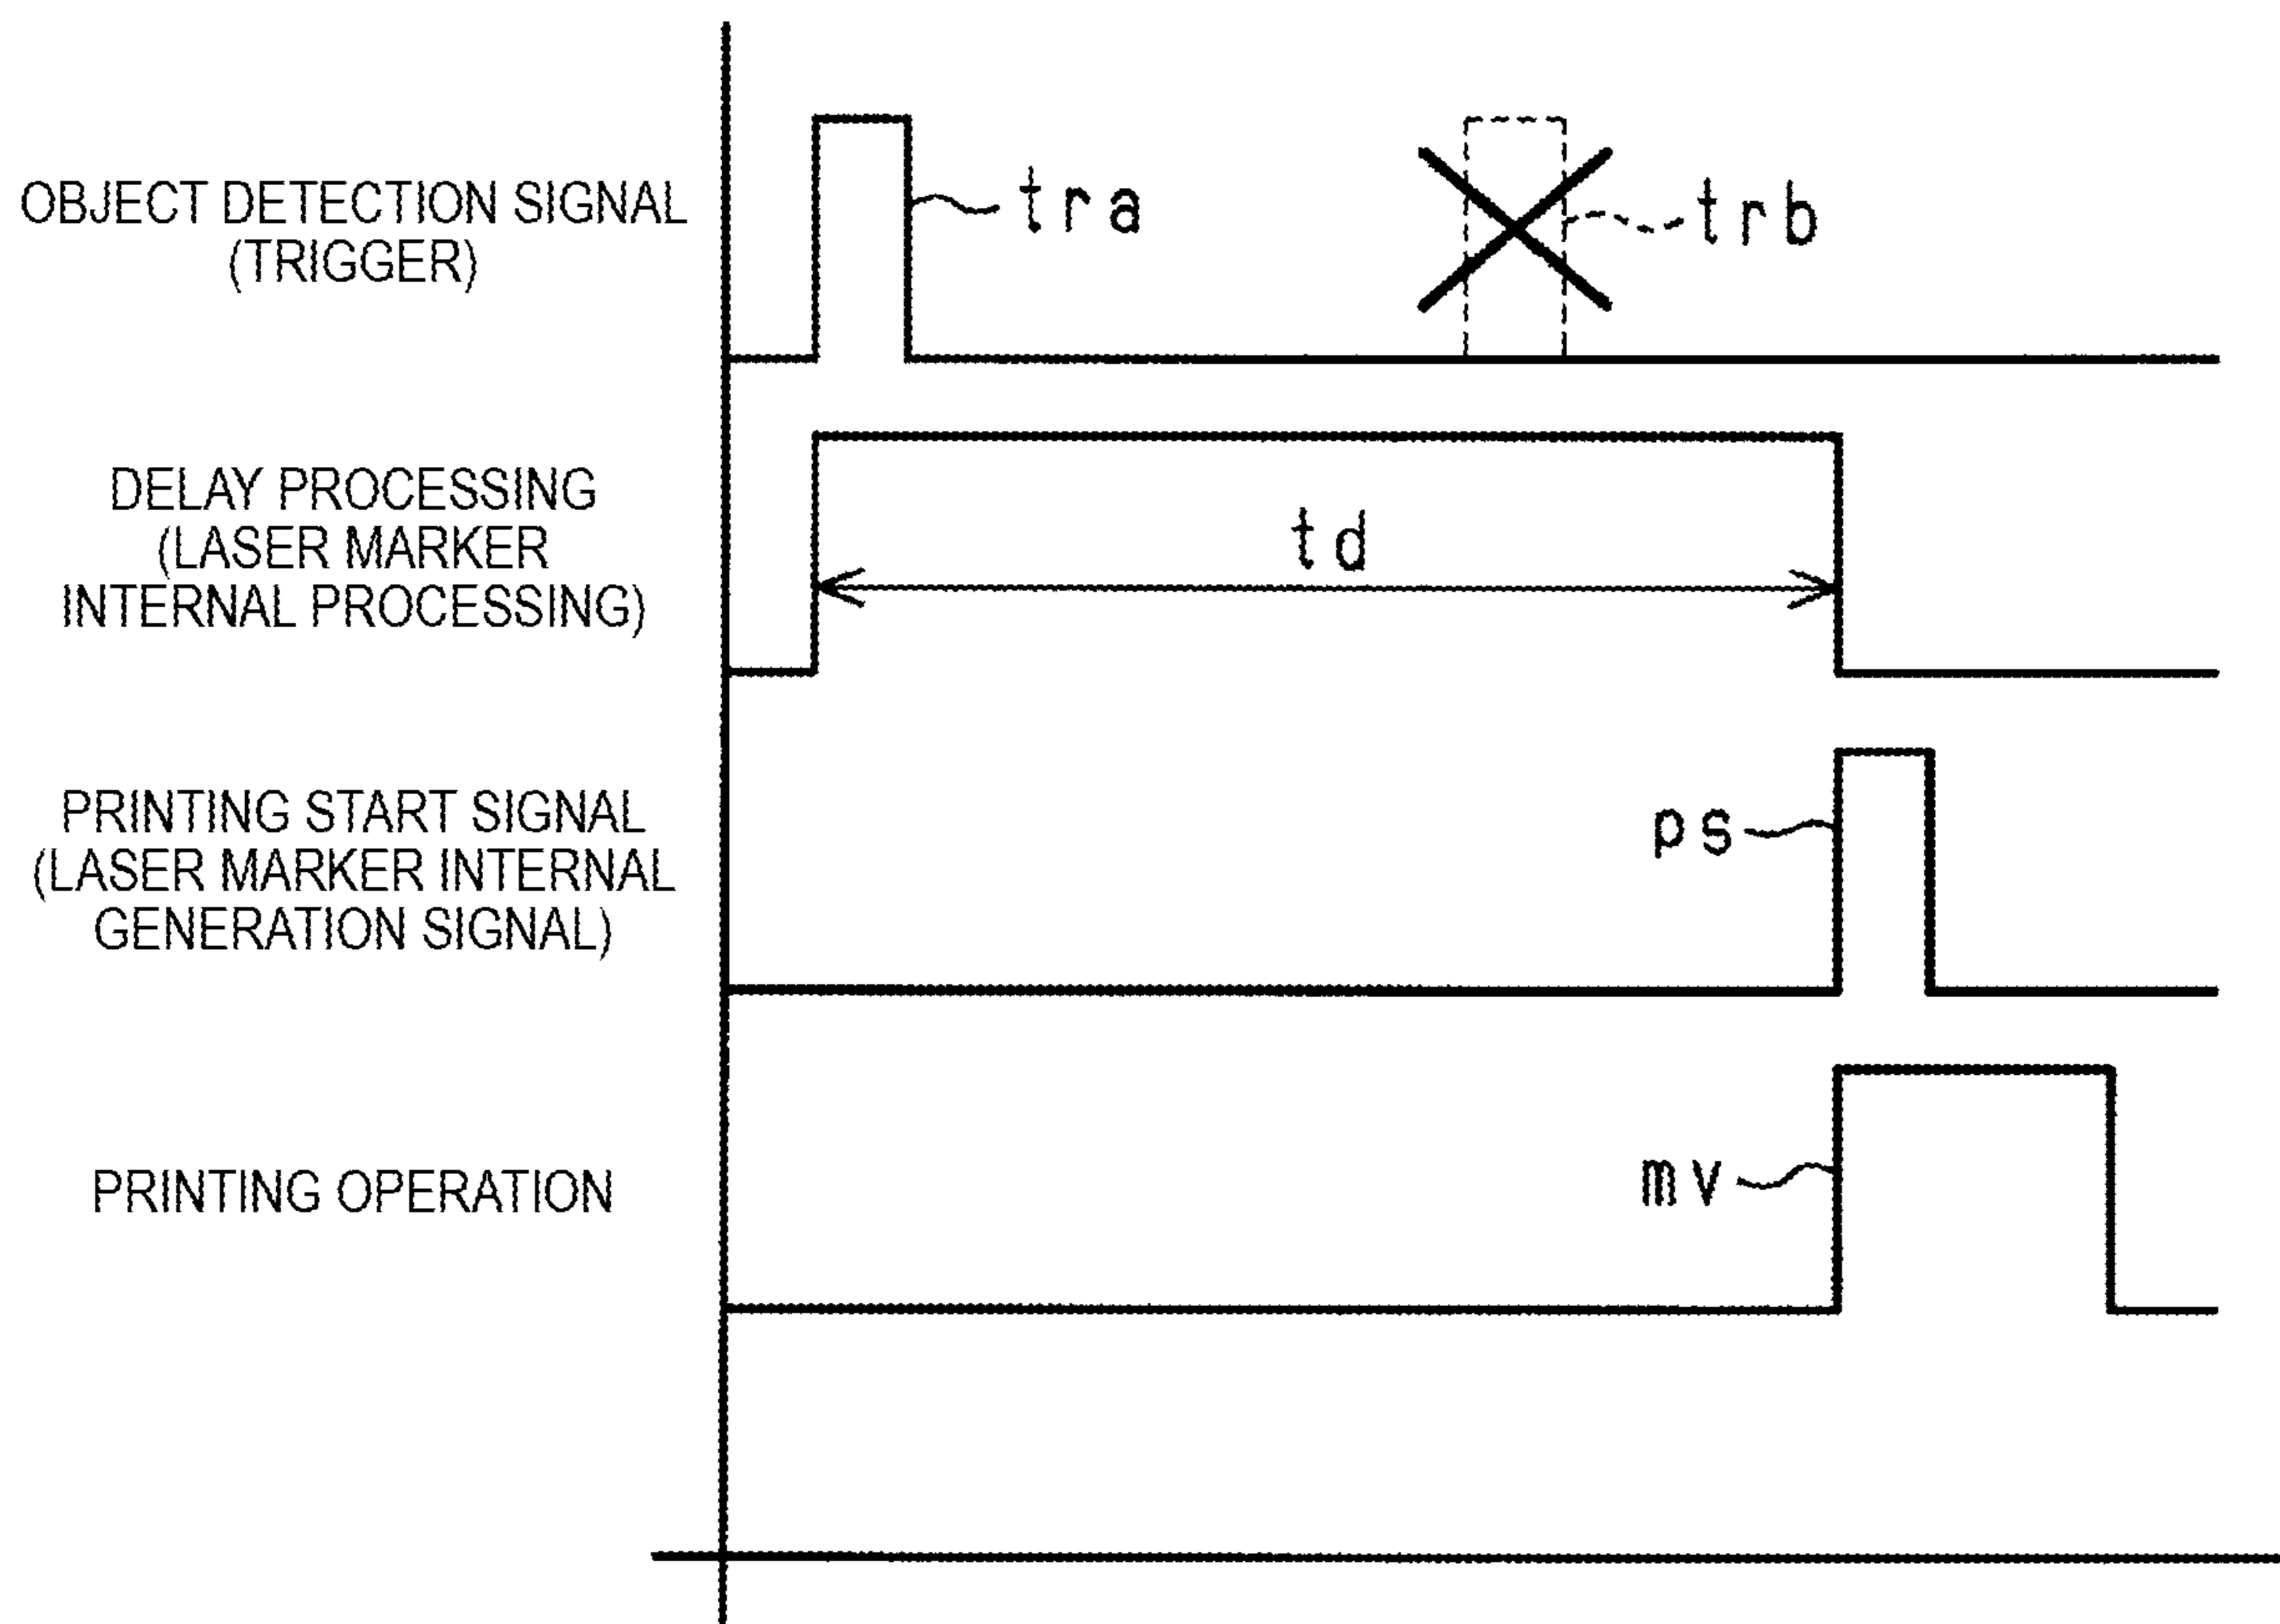 OBJECT DETECTION SIGNAL
(TRIGGER)
tra
trb
DELAY PROCESSING
(LASER MARKER
INTERNAL PROCESSING)
td
PRINTING START SIGNAL
(LASER MARKER INTERNAL
GENERATION SIGNAL)
ps
PRINTING OPERATION
mv